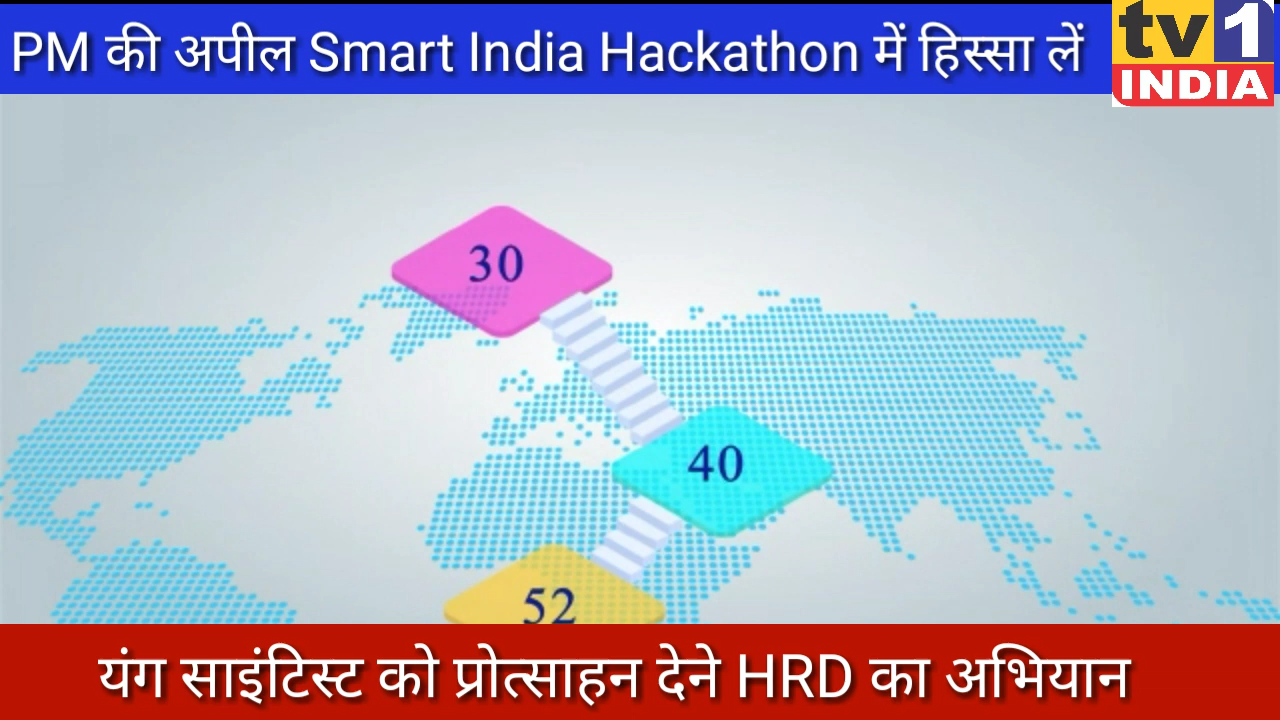 PM की अपील Smart India Hackathon में हिस्सा लें
tv1
INDIA
30
40
52
यंग साइंटिस्ट को प्रोत्साहन देने HRD का अभियान